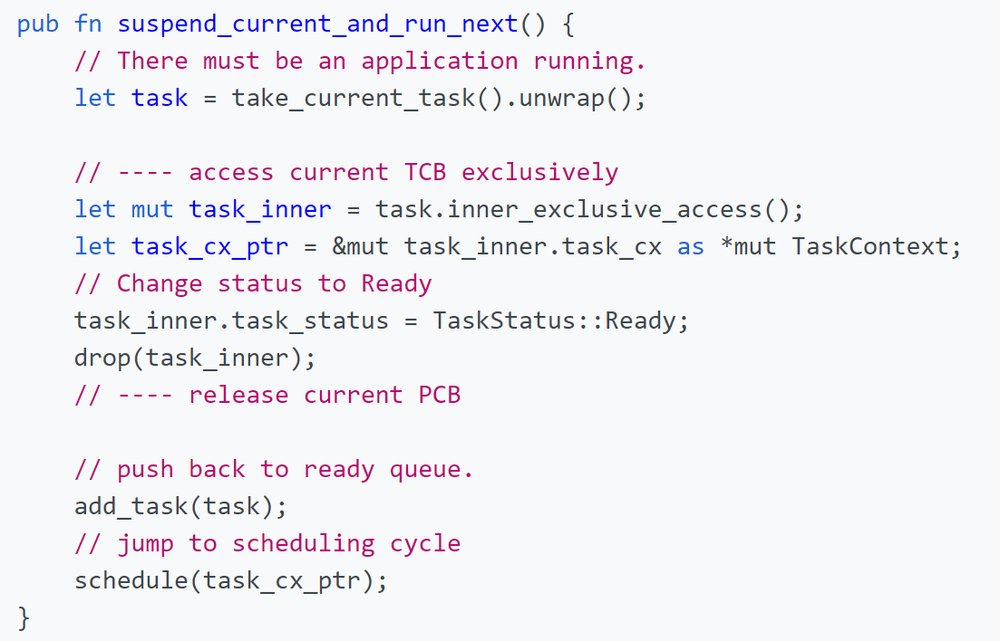 pub fn suspend_current_and_run_next() {
    // There must be an application running.
    let task = take_current_task().unwrap();

    // ---- access current TCB exclusively
    let mut task_inner = task.inner_exclusive_access();
    let task_cx_ptr = &mut task_inner.task_cx as *mut TaskContext;
    // Change status to Ready
    task_inner.task_status = TaskStatus::Ready;
    drop(task_inner);
    // ---- release current PCB

    // push back to ready queue.
    add_task(task);
    // jump to scheduling cycle
    schedule(task_cx_ptr);
}